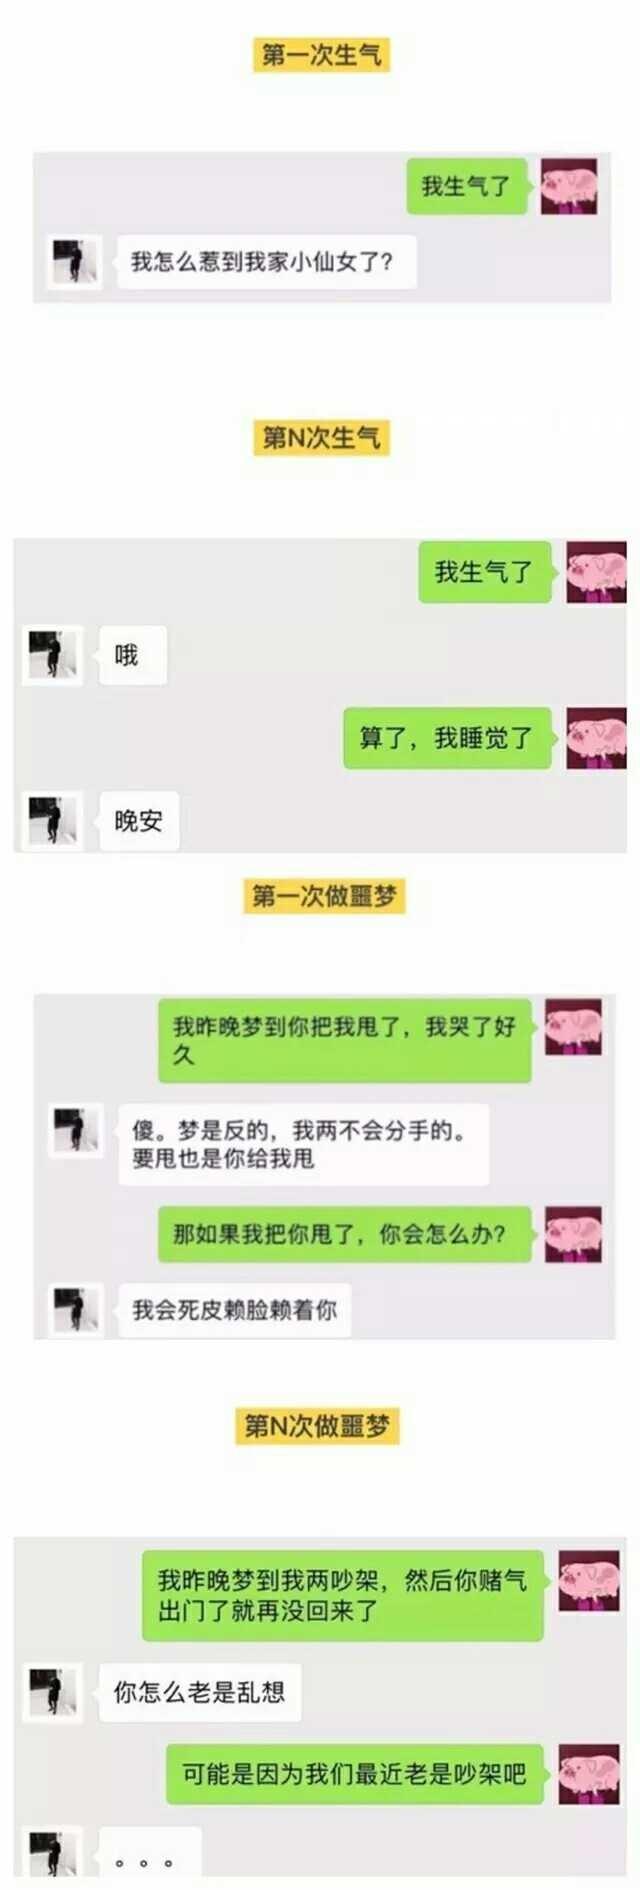 第一次生气
我生气了
我怎么惹到我家小仙女了？
第N次生气
我生气了
哦
算了，我睡觉了
晚安
第一次做噩梦
我昨晚梦到你把我甩了，我哭了好
久
傻。梦是反的，我两不会分手的。
要甩也是你给我甩
那如果我把你甩了，你会怎么办？
我会死皮赖脸赖着你
第N次做噩梦
我昨晚梦到我两吵架，然后你赌气
出门了就再没回来了
你怎么老是乱想
可能是因为我们最近老是吵架吧
。。。